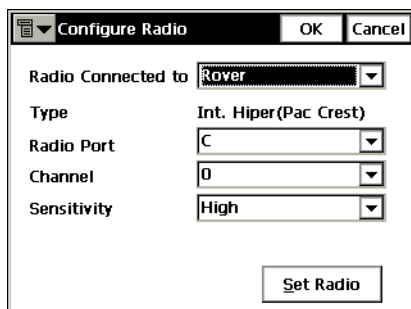 Configure Radio OK Cancel
Radio Connected to Rover
Type Int. Hiper(Pac Crest)
Radio Port C
Channel 0
Sensitivity High
Set Radio